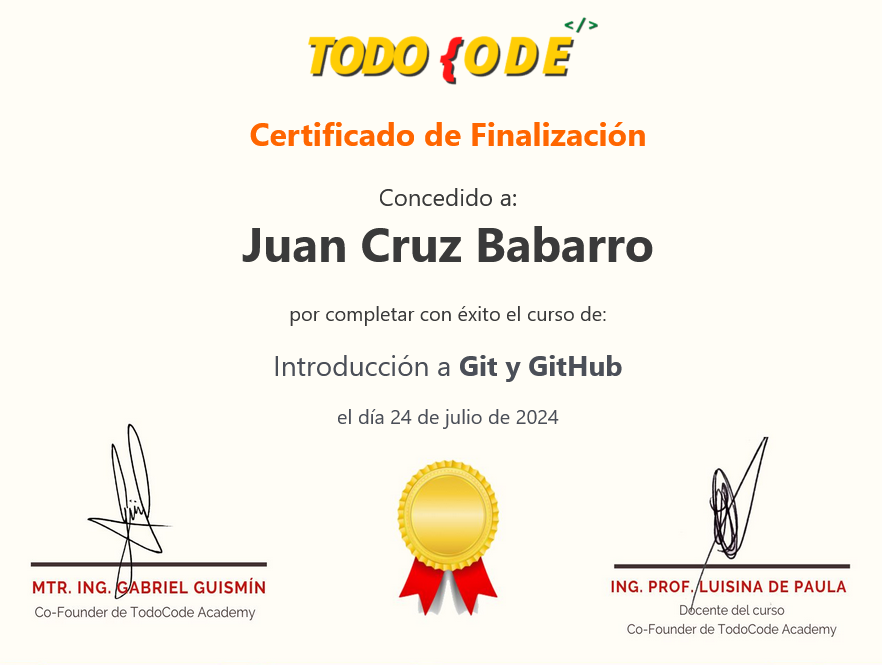 TODO {ODE </>
Certificado de Finalización
Concedido a:
Juan Cruz Babarro
por completar con éxito el curso de:
Introducción a Git y GitHub
el día 24 de julio de 2024
MTR. ING. GABRIEL GUISMÍN
Co-Founder de TodoCode Academy
ING. PROF. LUISINA DE PAULA
Docente del curso
Co-Founder de TodoCode Academy